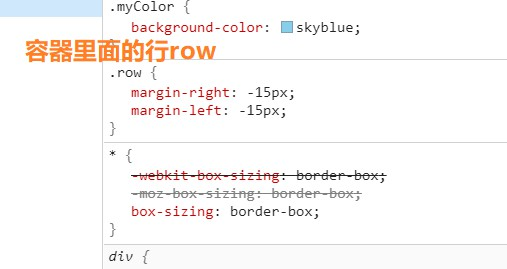 .myColor {
background-color: skyblue;
容器里面的行row
.row {
margin-right: -15px;
margin-left: -15px;
}
* {
-webkit-box-sizing: border-box;
-moz-box-sizing: border-box;
box-sizing: border-box;
}
div {